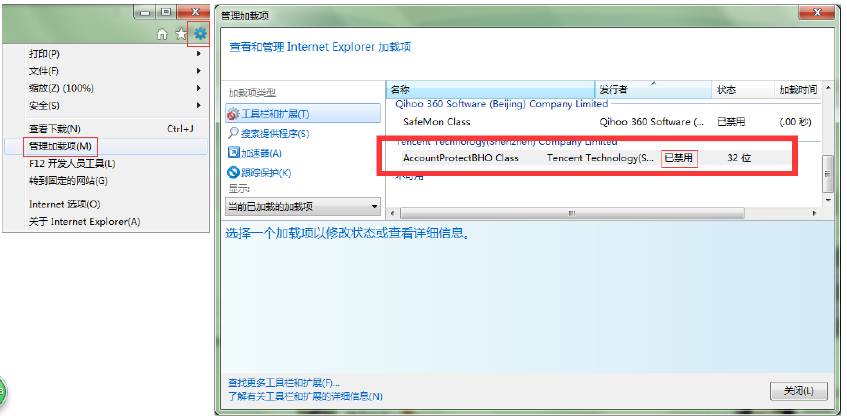 打印(P)
文件(F)
缩放(Z) (100%)
安全(S)
查看下载(N) Ctrl+J
管理加载项(M)
F12 开发人员工具(L)
转到固定的网站(G)
Internet 选项(O)
关于 Internet Explorer(A)
管理加载项
查看和管理 Internet Explorer 加载项
加载项类型
工具栏和扩展(T)
搜索提供程序(S)
加速器(A)
跟踪保护(K)
显示:
当前已加载的加载项
名称 发行者 状态 加载时间
Qihoo 360 Software (Beijing) Company Limited
SafeMon Class Qihoo 360 Software (... 已禁用 (.00 秒)
Tencent Technology(Shenzhen) Company Limited
AccountProtectBHO Class Tencent Technology(S... 已禁用 32 位
选择一个加载项以修改状态或查看详细信息。
查找更多工具栏和扩展(F)...
了解有关工具栏和扩展的详细信息(N)
关闭(L)